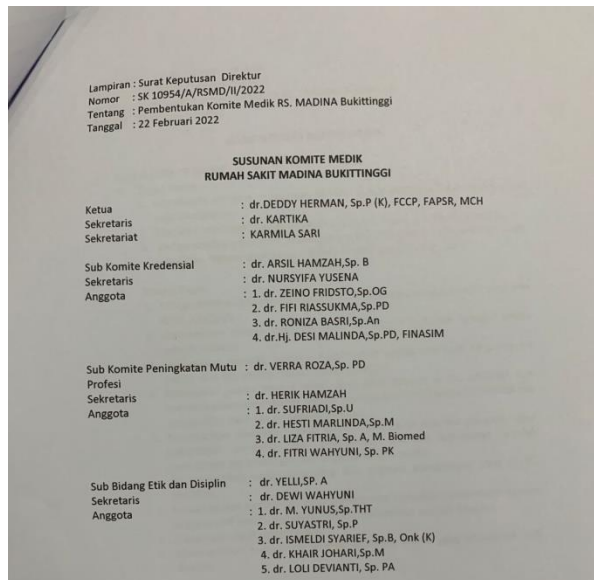 Lampiran : Surat Keputusan Direktur
Nomor : SK 10954/A/RSMD/II/2022
Tentang : Pembentukan Komite Medik RS. MADINA Bukittinggi
Tanggal : 22 Februari 2022
SUSUNAN KOMITE MEDIK
RUMAH SAKIT MADINA BUKITTINGGI
Ketua : dr.DEDDY HERMAN, Sp.P (K), FCCP, FAPSR, MCH
Sekretaris : dr. KARTIKA
Sekretariat : KARMILA SARI
Sub Komite Kredensial : dr. ARSIL HAMZAH,Sp. B
Sekretaris : dr. NURSYIFA YUSENA
Anggota : 1. dr. ZEINO FRIDSTO,Sp.OG
2. dr. FIFI RIASSUKMA,Sp.PD
3. dr. RONIZA BASRI,Sp.An
4. dr.Hj. DESI MALINDA,Sp.PD, FINASIM
Sub Komite Peningkatan Mutu : dr. VERRA ROZA,Sp. PD
Profesi
Sekretaris : dr. HERIK HAMZAH
Anggota : 1. dr. SUFRIADI,Sp.U
2. dr. HESTI MARLINDA,Sp.M
3. dr. LIZA FITRIA, Sp. A, M. Biomed
4. dr. FITRI WAHYUNI, Sp. PK
Sub Bidang Etik dan Disiplin : dr. YELLI,SP. A
Sekretaris : dr. DEWI WAHYUNI
Anggota : 1. dr. M. YUNUS,Sp.THT
2. dr. SUYASTRI, Sp.P
3. dr. ISMELDI SYARIEF, Sp.B, Onk (K)
4. dr. KHAIR JOHARI,Sp.M
5. dr. LOLI DEVIANTI, Sp. PA